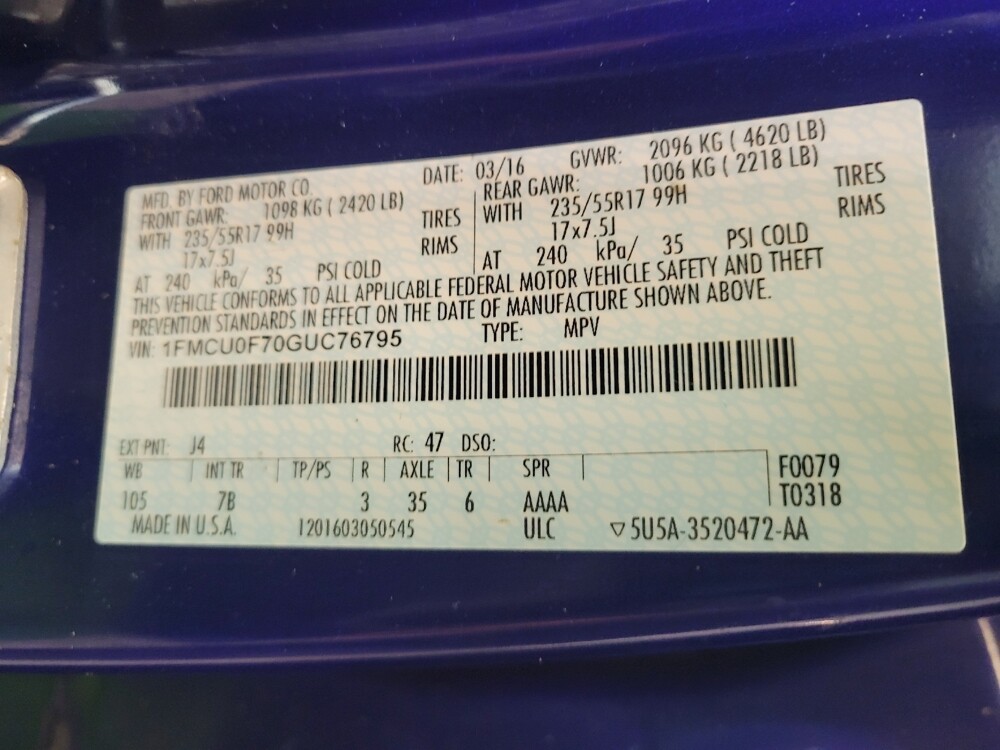 MFD. BY FORD MOTOR CO. DATE: 03/16 GVWR: 2096 KG ( 4620 LB)
FRONT GAWR: 1098 KG ( 2420 LB) REAR GAWR: 1006 KG ( 2218 LB)
WITH 235/55R17 99H TIRES WITH 235/55R17 99H TIRES
17x7.5J RIMS 17x7.5J RIMS
AT 240 kPa/ 35 PSI COLD AT 240 kPa/ 35 PSI COLD
THIS VEHICLE CONFORMS TO ALL APPLICABLE FEDERAL MOTOR VEHICLE SAFETY AND THEFT
PREVENTION STANDARDS IN EFFECT ON THE DATE OF MANUFACTURE SHOWN ABOVE.
VIN: 1FMCU0F70GUC76795 TYPE: MPV
EXT PNT: J4 RC: 47 DSO:
WB INT TR TP/PS R AXLE TR SPR F0079
105 7B 3 35 6 AAAA T0318
MADE IN U.S.A. 1201603050545 ULC ▽5U5A-3520472-AA